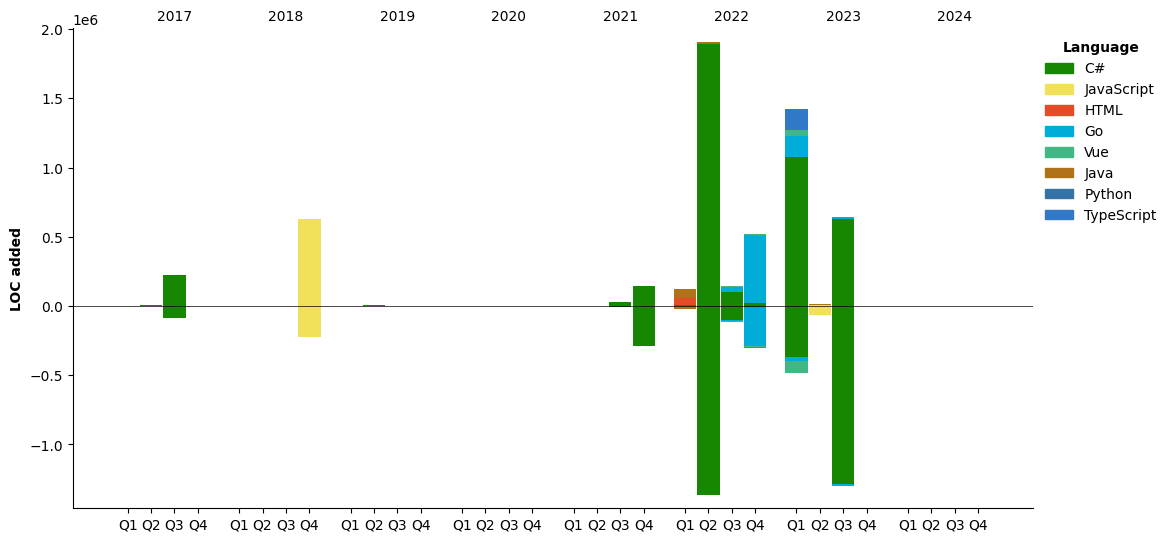 2017 2018 2019 2020 2021 2022 2023 2024
1e6
2.0
1.5
1.0
0.5
0.0
−0.5
−1.0
LOC added
Q1 Q2 Q3 Q4 Q1 Q2 Q3 Q4 Q1 Q2 Q3 Q4 Q1 Q2 Q3 Q4 Q1 Q2 Q3 Q4 Q1 Q2 Q3 Q4 Q1 Q2 Q3 Q4 Q1 Q2 Q3 Q4
Language
C#
JavaScript
HTML
Go
Vue
Java
Python
TypeScript